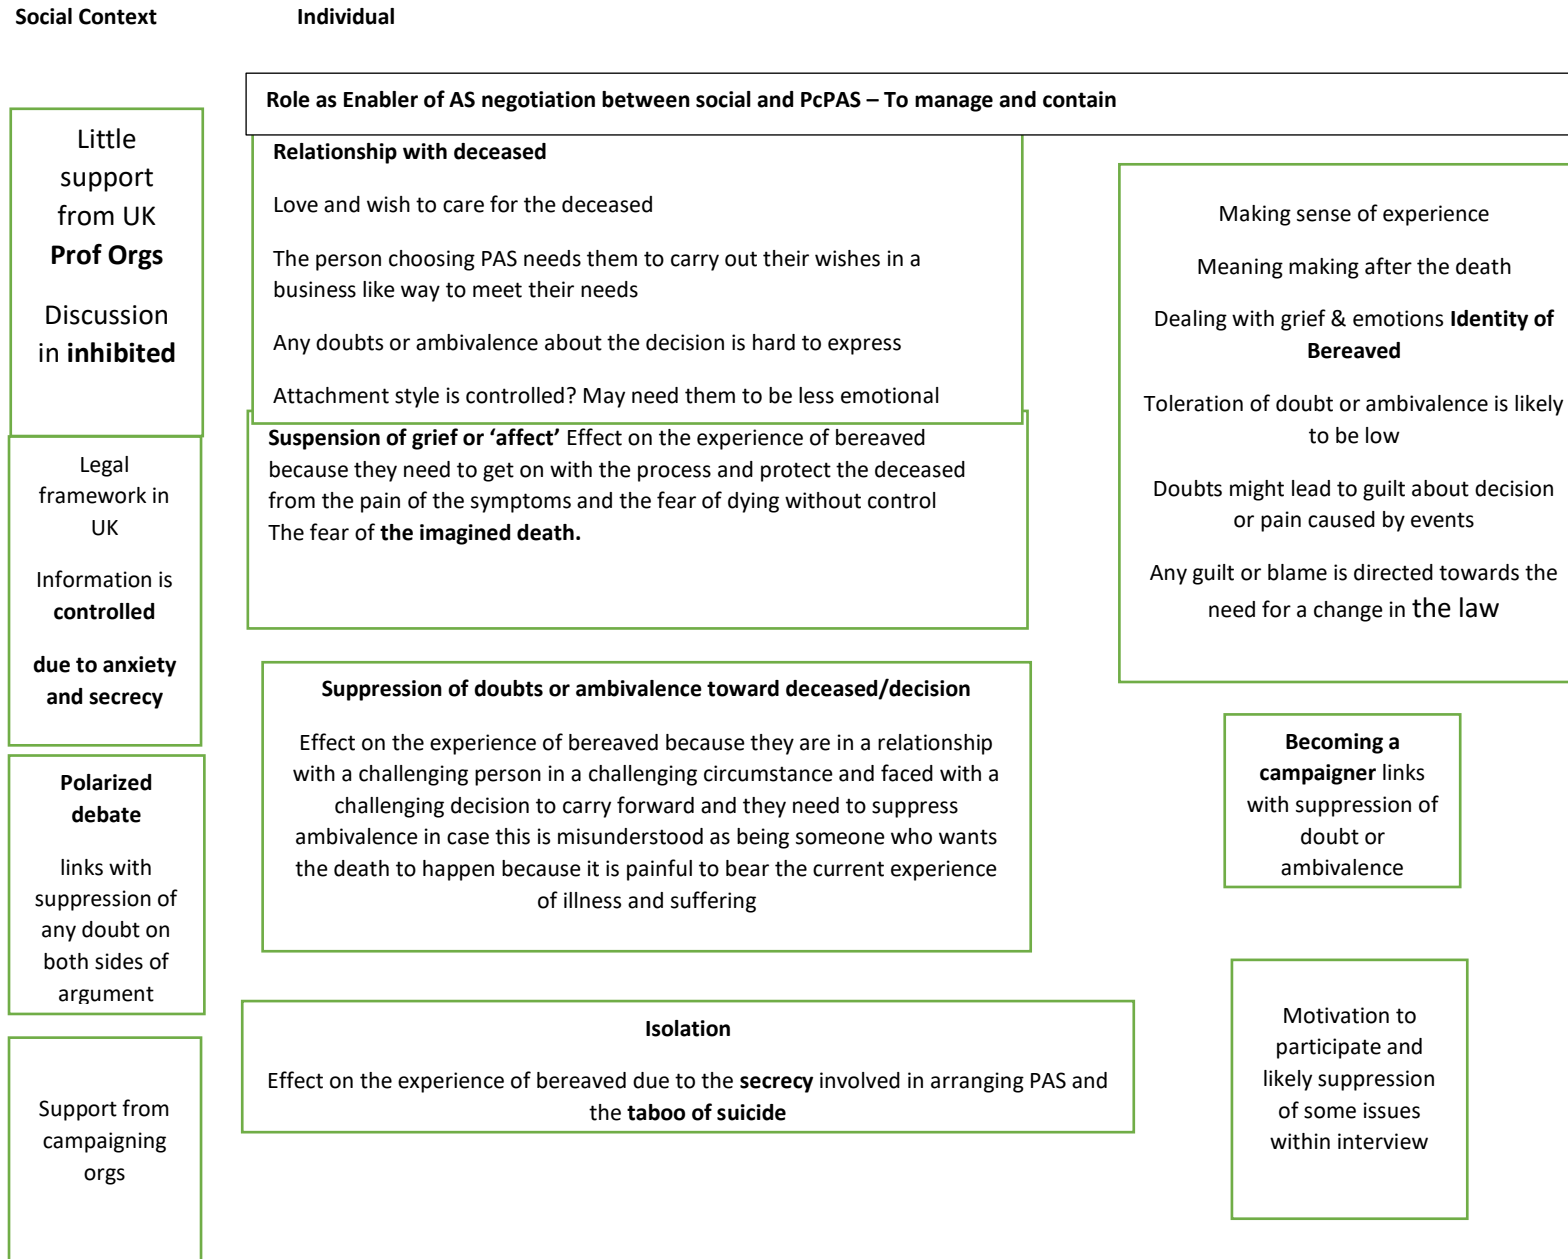 Social Context
Individual
Role as Enabler of AS negotiation between social and PcPAS – To manage and contain
Little
support
from UK
Prof Orgs
Discussion
in inhibited
Legal
framework in
UK
Information is
controlled
due to anxiety
and secrecy
Polarized
debate
links with
suppression of
any doubt on
both sides of
argument
Support from
campaigning
orgs
Relationship with deceased
Love and wish to care for the deceased
The person choosing PAS needs them to carry out their wishes in a
business like way to meet their needs
Any doubts or ambivalence about the decision is hard to express
Attachment style is controlled? May need them to be less emotional
Suspension of grief or ‘affect’ Effect on the experience of bereaved
because they need to get on with the process and protect the deceased
from the pain of the symptoms and the fear of dying without control
The fear of the imagined death.
Suppression of doubts or ambivalence toward deceased/decision
Effect on the experience of bereaved because they are in a relationship
with a challenging person in a challenging circumstance and faced with a
challenging decision to carry forward and they need to suppress
ambivalence in case this is misunderstood as being someone who wants
the death to happen because it is painful to bear the current experience
of illness and suffering
Isolation
Effect on the experience of bereaved due to the secrecy involved in arranging PAS and
the taboo of suicide
Making sense of experience
Meaning making after the death
Dealing with grief & emotions Identity of
Bereaved
Toleration of doubt or ambivalence is likely
to be low
Doubts might lead to guilt about decision
or pain caused by events
Any guilt or blame is directed towards the
need for a change in the law
Becoming a
campaigner links
with suppression of
doubt or
ambivalence
Motivation to
participate and
likely suppression
of some issues
within interview